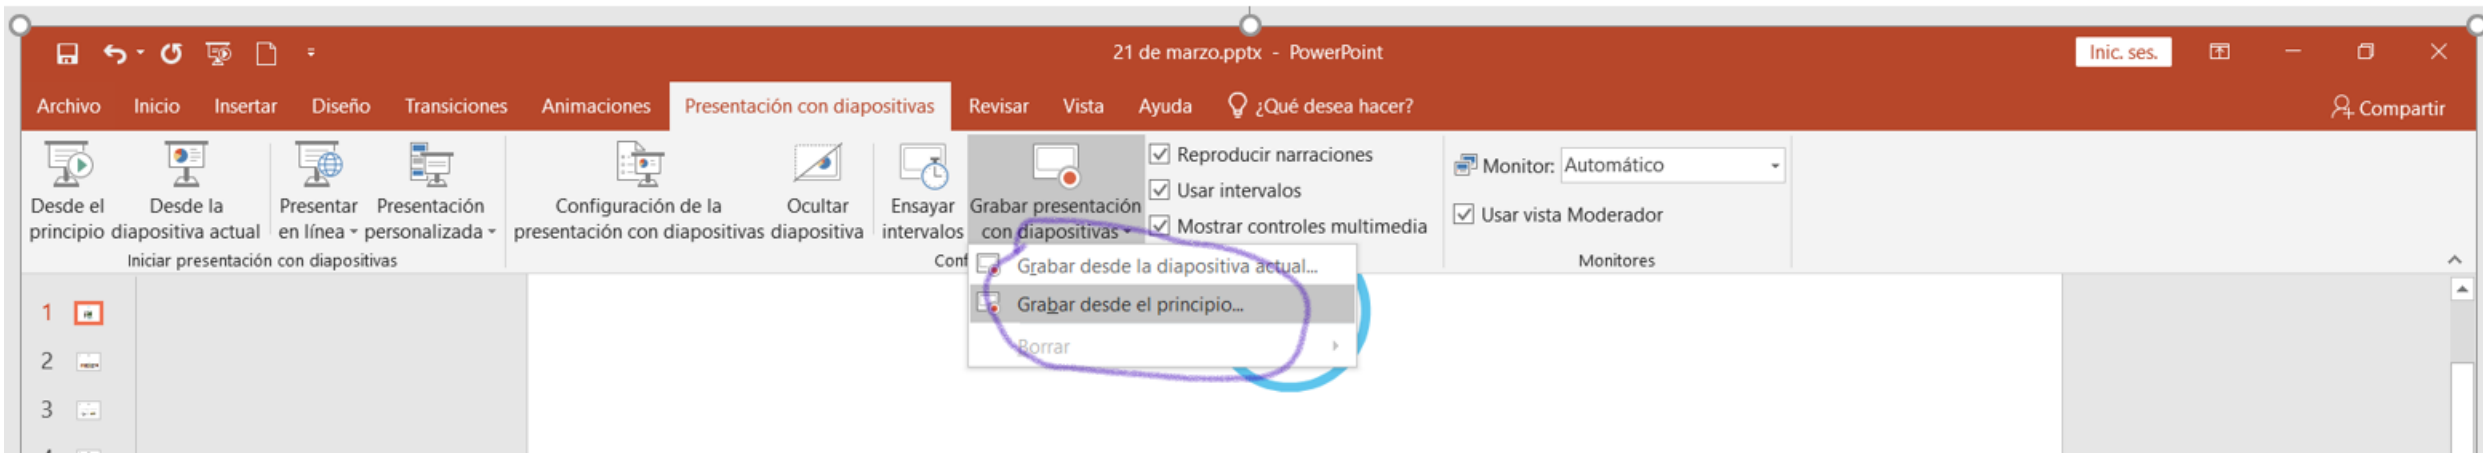 21 de marzo.pptx - PowerPoint
Inic. ses.
Archivo Inicio Insertar Diseño Transiciones Animaciones Presentación con diapositivas Revisar Vista Ayuda ¿Qué desea hacer? Compartir
Desde el
principio
Desde la
diapositiva actual
Presentar
en línea
Presentación
personalizada
Iniciar presentación con diapositivas
Configuración de la
presentación con diapositivas
Ocultar
diapositiva
Ensayar
intervalos
Grabar presentación
con diapositivas
Reproducir narraciones
Usar intervalos
Mostrar controles multimedia
Conf
Monitor: Automático
Usar vista Moderador
Monitores
Grabar desde la diapositiva actual...
Grabar desde el principio...
Borrar
1
2
3